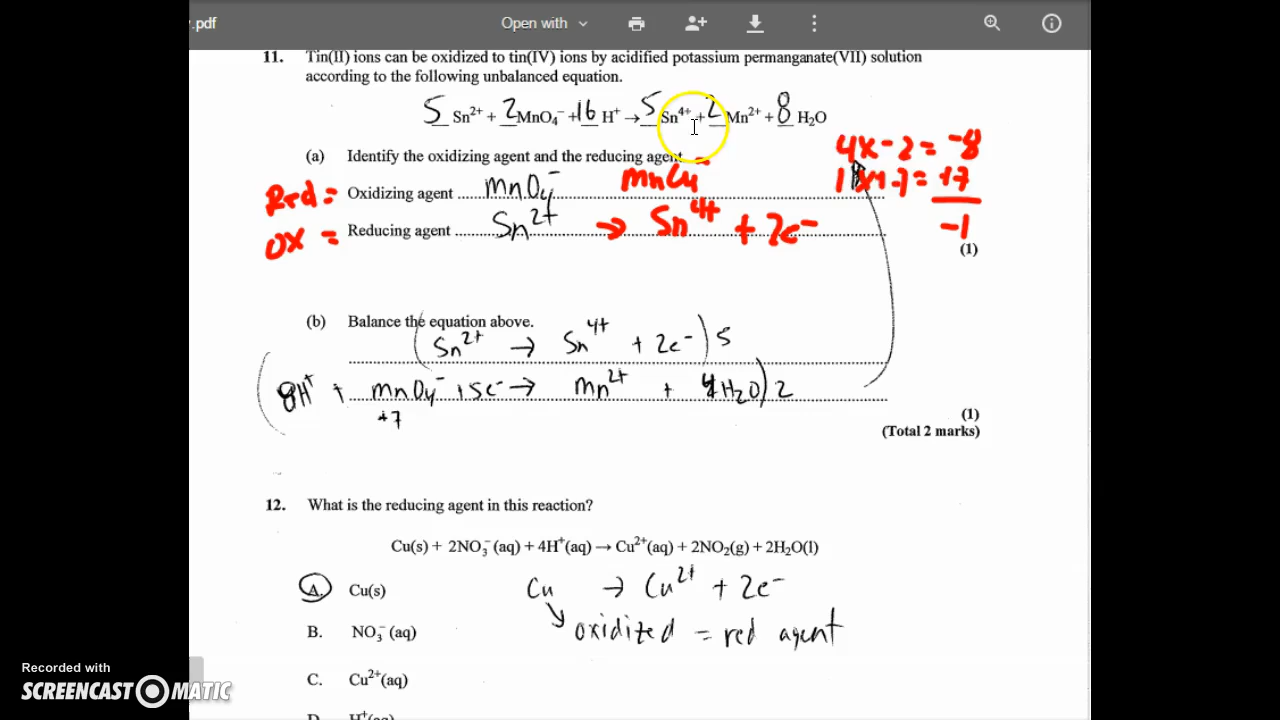 .pdf
Open with
11. Tin(II) ions can be oxidized to tin(IV) ions by acidified potassium permanganate(VII) solution
according to the following unbalanced equation.
5 Sn²⁺ + 2 MnO₄⁻ + 16 H⁺ → 5 Sn⁴⁺ + 2 Mn²⁺ + 8 H₂O
4x-2 = -8
(a) Identify the oxidizing agent and the reducing agent
= +7
Red = Oxidizing agent MnO₄⁻
-1
OX = Reducing agent Sn²⁺ → Sn⁴⁺ + 2e⁻
(1)
(b) Balance the equation above.
(Sn²⁺ → Sn⁴⁺ + 2e⁻) 5
(8H⁺ + MnO₄⁻ + 5e⁻ → Mn²⁺ + 4H₂O) 2
+7
(1)
(Total 2 marks)
12. What is the reducing agent in this reaction?
Cu(s) + 2NO₃⁻(aq) + 4H⁺(aq) → Cu²⁺(aq) + 2NO₂(g) + 2H₂O(l)
A. Cu(s) Cu → Cu²⁺ + 2e⁻
B. NO₃⁻(aq) oxidized = red agent
C. Cu²⁺(aq)
D. H⁺(aq)
Recorded with
SCREENCAST-O-MATIC